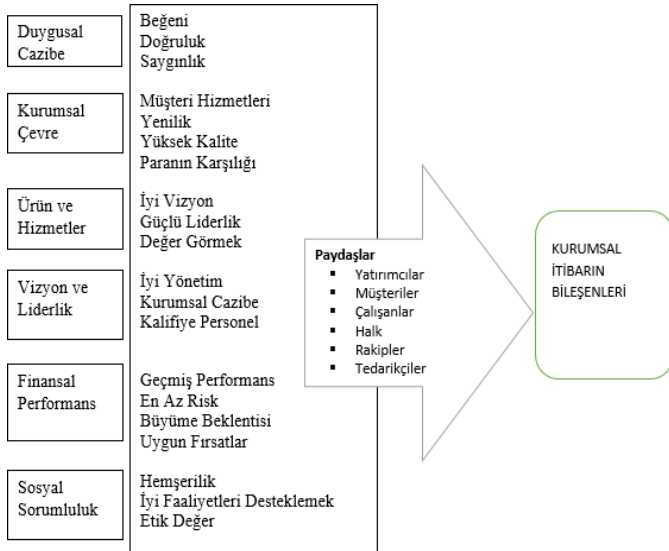 Duygusal
Cazibe
Beğeni
Doğruluk
Saygınlık
Kurumsal
Çevre
Müşteri Hizmetleri
Yenilik
Yüksek Kalite
Paranın Karşılığı
Ürün ve
Hizmetler
İyi Vizyon
Güçlü Liderlik
Değer Görmek
Vizyon ve
Liderlik
İyi Yönetim
Kurumsal Cazibe
Kalifiye Personel
Finansal
Performans
Geçmiş Performans
En Az Risk
Büyüme Beklentisi
Uygun Fırsatlar
Sosyal
Sorumluluk
Hemşerilik
İyi Faaliyetleri Desteklemek
Etik Değer
Paydaşlar
▪ Yatırımcılar
▪ Müşteriler
▪ Çalışanlar
▪ Halk
▪ Rakipler
▪ Tedarikçiler
KURUMSAL
İTİBARIN
BİLEŞENLERİ